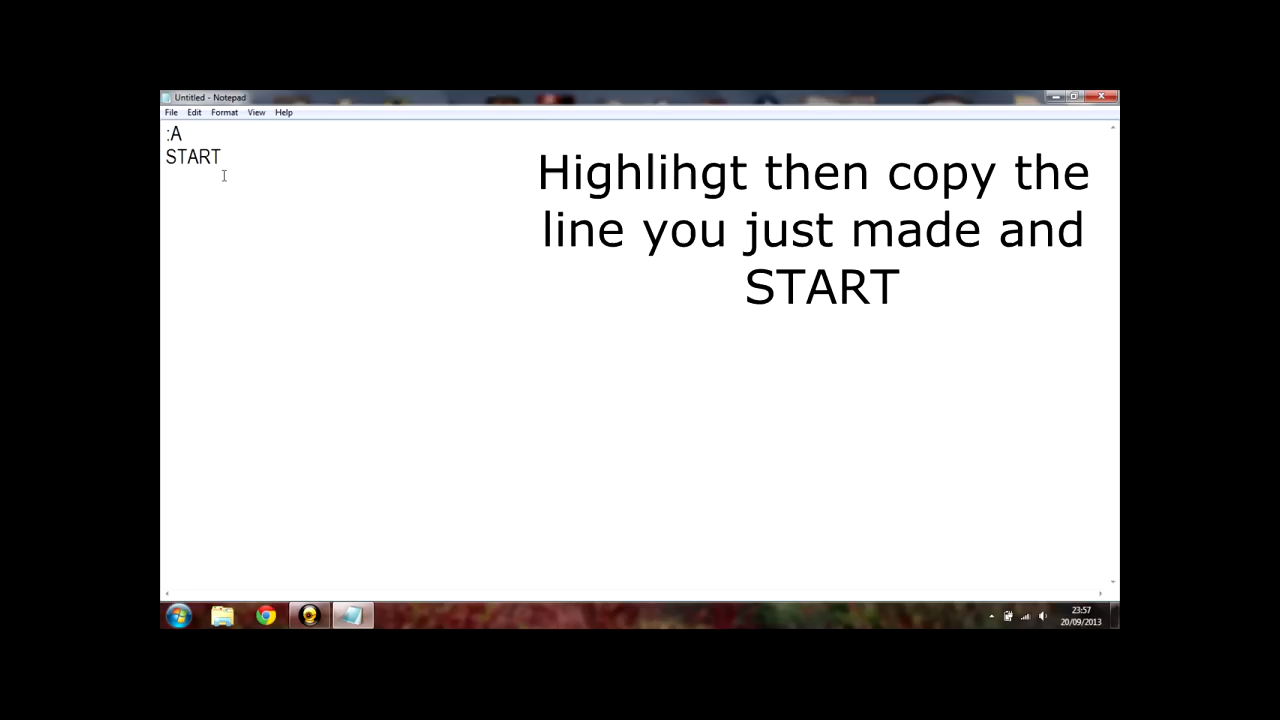 Untitled - Notepad
File Edit Format View Help
:A
START
Highlihgt then copy the
line you just made and
START
23:57
20/09/2013